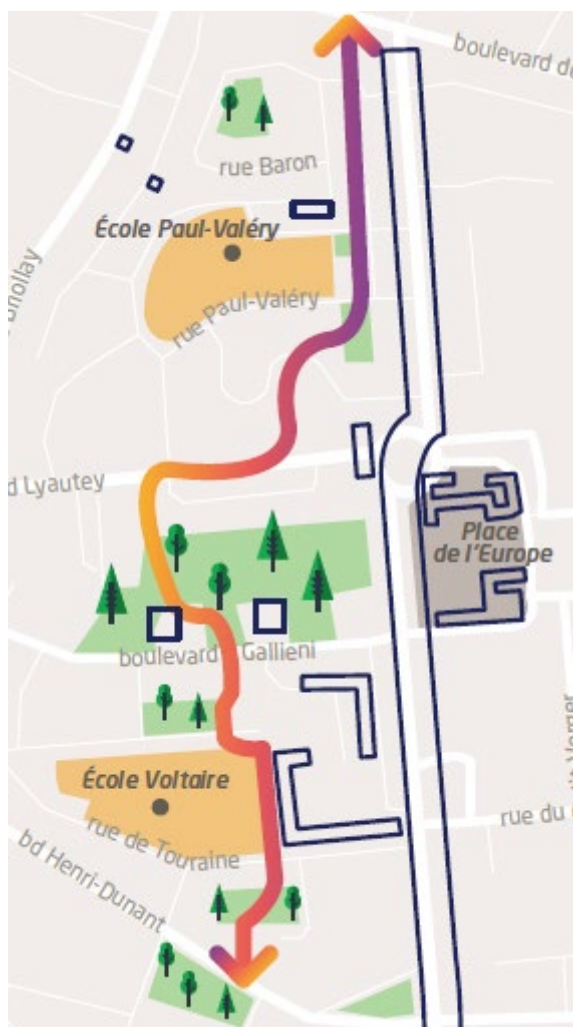 boulevard de
rue Baron
École Paul-Valéry
rue Paul-Valéry
d Lyautey
Place
de l'Europe
boulevard Gallieni
École Voltaire
rue du
rue de Touraine
bd Henri-Dunant